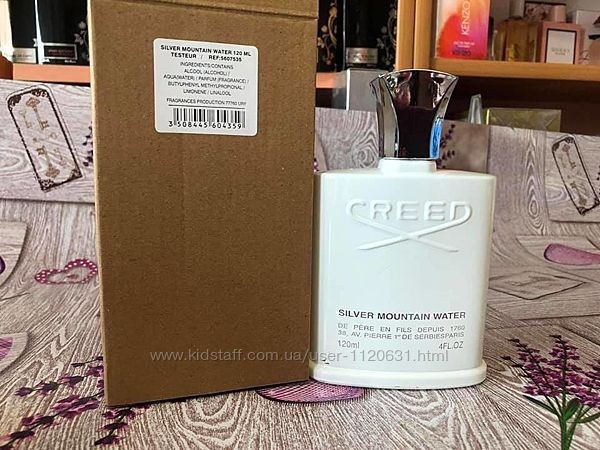 SILVER MOUNTAIN WATER 120 ML
TESTEUR / REF:5607535
INGREDIENTS/CONTAINS
ALCOOL (ALCOHOL) /
AQUA(WATER) / PARFUM (FRAGRANCE) /
BUTYLPHENYL METHYLPROPIONAL
/ LIMONENE / LINALOOL
FRAGRANCES PRODUCTION 77760 URY
3 508445 604359
KENZO
GUCCI
CREED
SILVER MOUNTAIN WATER
DE PÈRE EN FILS DEPUIS 1760
38, AV. PIERRE 1er DE SERBIESPARIS
120ml 4FL.OZ
www.kidstaff.com.ua/user-1120631.html